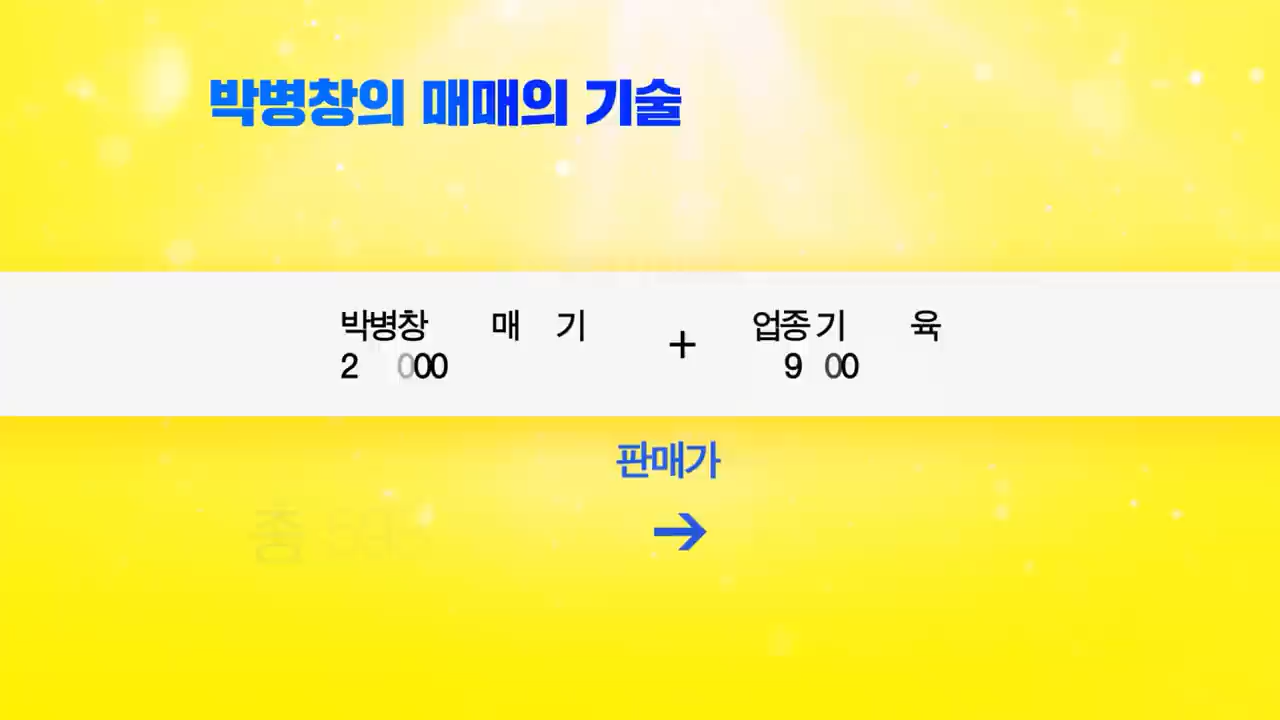 박병창의 매매의 기술
박병창 매 기 + 업종기 육
2 000 9 00
판매가
→
총